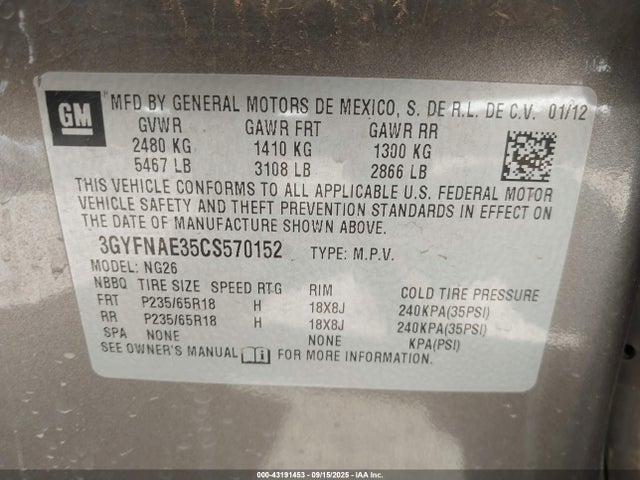 GM MFD BY GENERAL MOTORS DE MEXICO, S. DE R.L. DE C.V. 01/12
GVWR GAWR FRT GAWR RR
2480 KG 1410 KG 1300 KG
5467 LB 3108 LB 2866 LB
THIS VEHICLE CONFORMS TO ALL APPLICABLE U.S. FEDERAL MOTOR
VEHICLE SAFETY AND THEFT PREVENTION STANDARDS IN EFFECT ON
THE DATE OF MANUFACTURE SHOWN ABOVE.
3GYFNAE35CS570152 TYPE: M.P.V.
MODEL: NG26
NBBQ TIRE SIZE SPEED RTG RIM COLD TIRE PRESSURE
FRT P235/65R18 H 18X8J 240KPA(35PSI)
RR P235/65R18 H 18X8J 240KPA(35PSI)
SPA NONE NONE KPA(PSI)
SEE OWNER'S MANUAL FOR MORE INFORMATION.
000-43191453 - 09/15/2025 - IAAI.COM